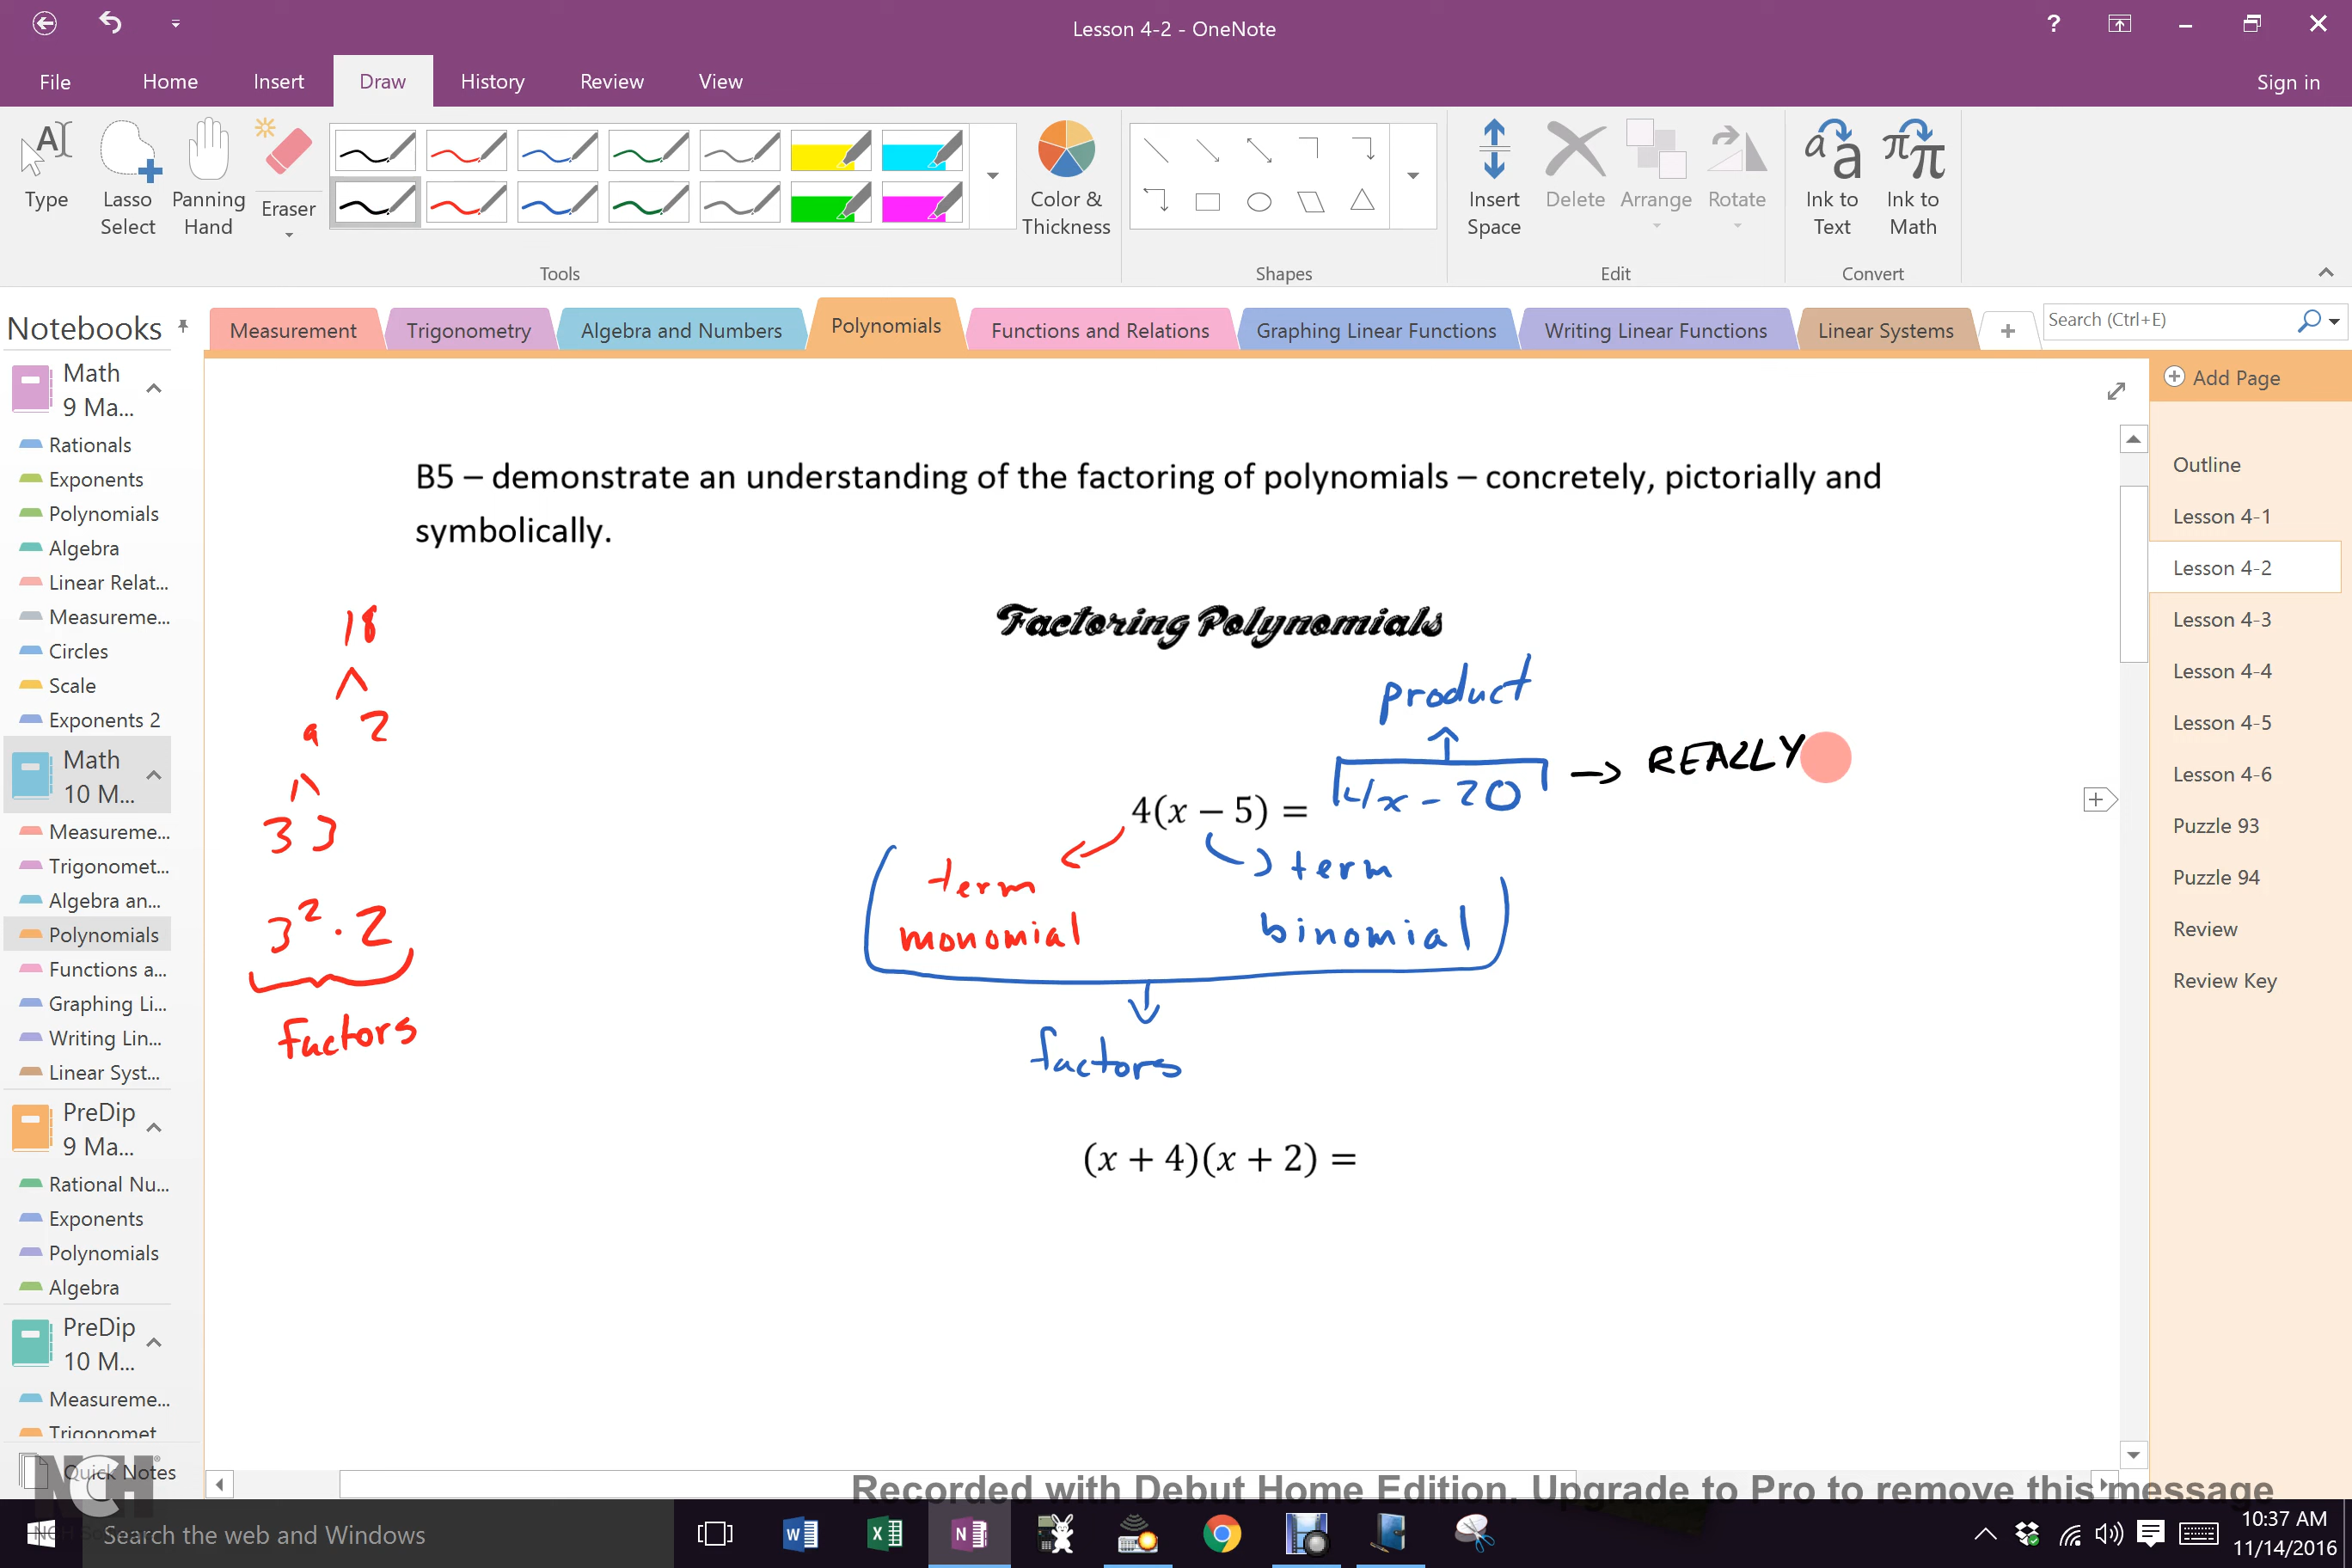 Lesson 4-2 - OneNote
File Home Insert Draw History Review View Sign in
Type
Lasso Select
Panning Hand
Eraser
Color & Thickness
Insert Space
Delete Arrange Rotate
Ink to Text
Ink to Math
Tools Shapes Edit Convert
Notebooks
Measurement Trigonometry Algebra and Numbers Polynomials Functions and Relations Graphing Linear Functions Writing Linear Functions Linear Systems
Search (Ctrl+E)
Math 9 Ma...
Rationals
Exponents
Polynomials
Algebra
Linear Relat...
Measureme...
Circles
Scale
Exponents 2
Math 10 M...
Measureme...
Trigonomet...
Algebra an...
Polynomials
Functions a...
Graphing Li...
Writing Lin...
Linear Syst...
PreDip 9 Ma...
Rational Nu...
Exponents
Polynomials
Algebra
PreDip 10 M...
Measureme...
Trigonomet
Quick Notes
B5 – demonstrate an understanding of the factoring of polynomials – concretely, pictorially and
symbolically.
Factoring Polynomials
18
9 2
3 3
3² · 2
factors
product
4(x − 5) = 4x - 20 → REALLY
term term
monomial binomial
factors
(x + 4)(x + 2) =
Add Page
Outline
Lesson 4-1
Lesson 4-2
Lesson 4-3
Lesson 4-4
Lesson 4-5
Lesson 4-6
Puzzle 93
Puzzle 94
Review
Review Key
Recorded with Debut Home Edition. Upgrade to Pro to remove this message
NCH
Search the web and Windows
10:37 AM
11/14/2016